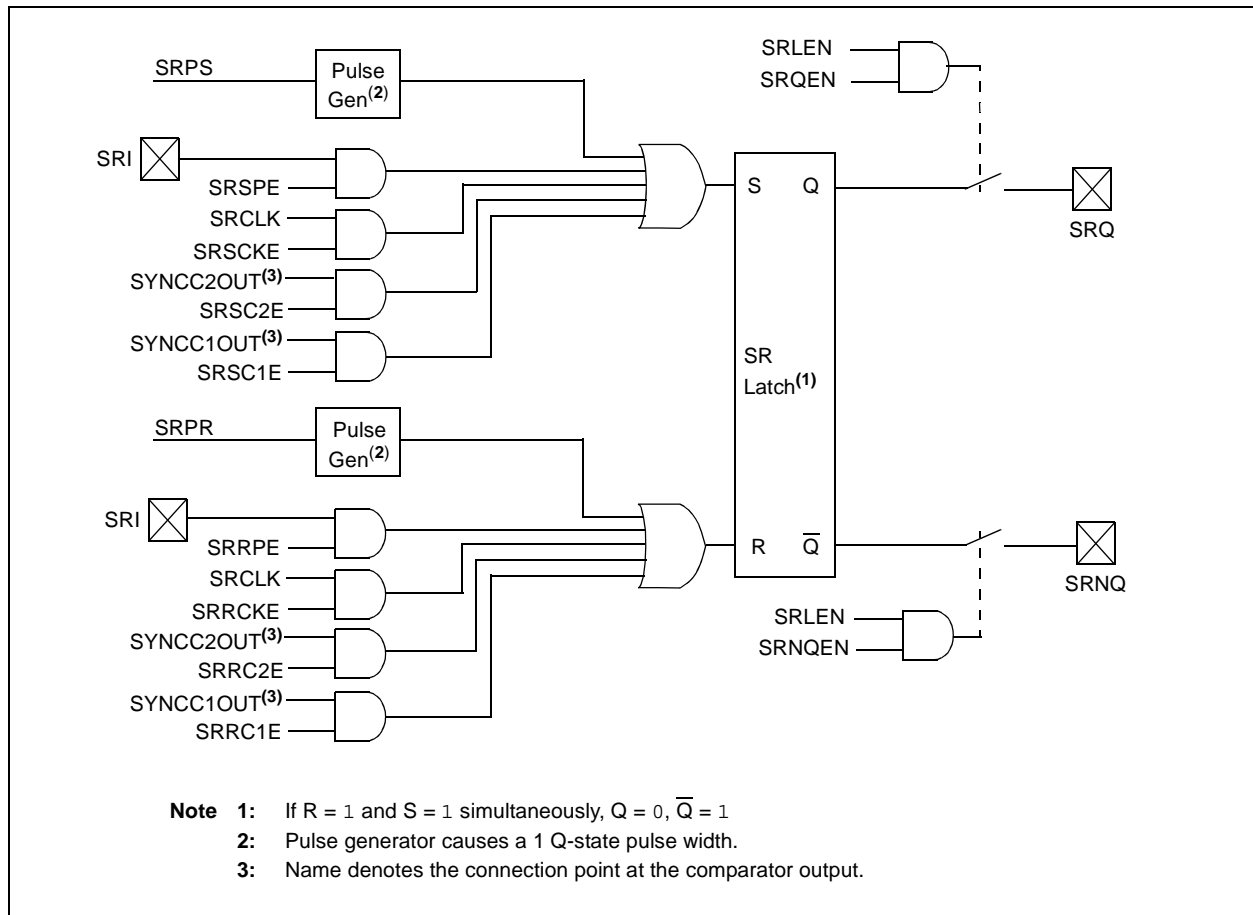 SRPS
Pulse
Gen(2)
SRI
SRSPE
SRCLK
SRSCKE
SYNCC2OUT(3)
SRSC2E
SYNCC1OUT(3)
SRSC1E
SRPR
Pulse
Gen(2)
SRI
SRRPE
SRCLK
SRRCKE
SYNCC2OUT(3)
SRRC2E
SYNCC1OUT(3)
SRRC1E
S Q
SR
Latch(1)
R Q̅
SRLEN
SRQEN
SRQ
SRNQ
SRLEN
SRNQEN
Note 1: If R = 1 and S = 1 simultaneously, Q = 0, Q̅ = 1
2: Pulse generator causes a 1 Q-state pulse width.
3: Name denotes the connection point at the comparator output.